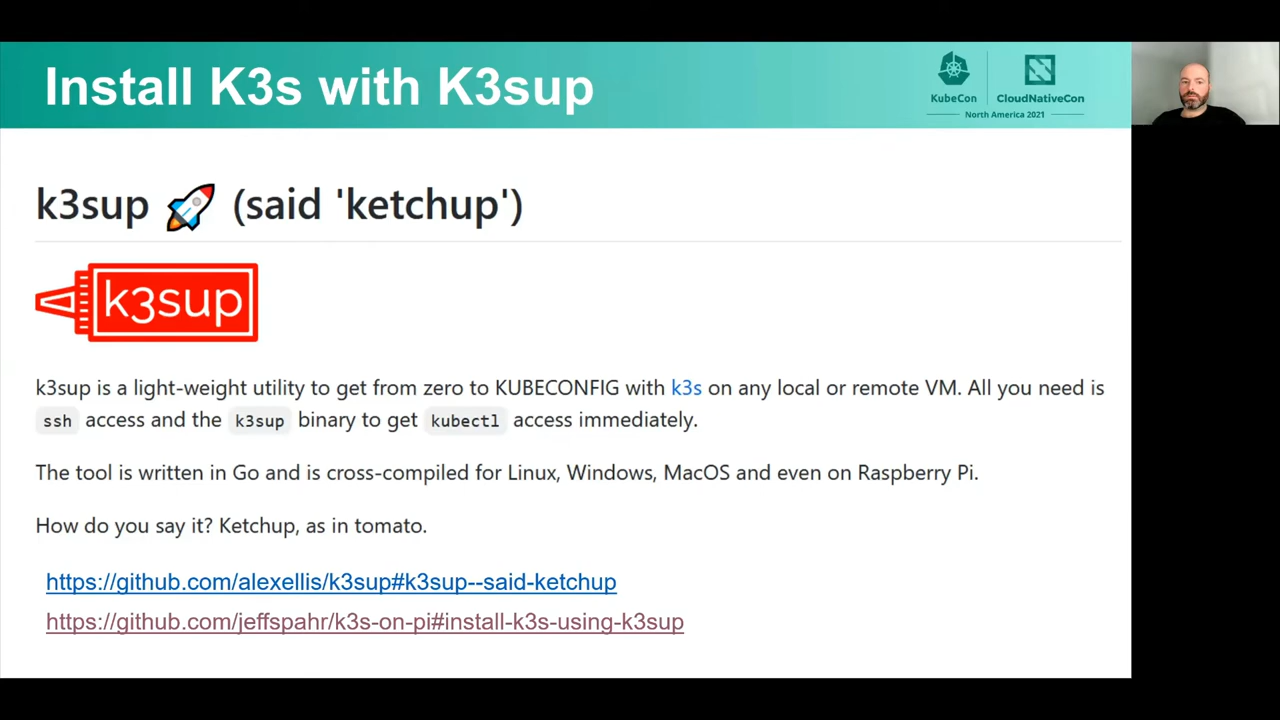 Install K3s with K3sup
KubeCon
CloudNativeCon
North America 2021
k3sup 🚀 (said 'ketchup')
k3sup
k3sup is a light-weight utility to get from zero to KUBECONFIG with k3s on any local or remote VM. All you need is
ssh access and the k3sup binary to get kubectl access immediately.
The tool is written in Go and is cross-compiled for Linux, Windows, MacOS and even on Raspberry Pi.
How do you say it? Ketchup, as in tomato.
https://github.com/alexellis/k3sup#k3sup--said-ketchup
https://github.com/jeffspahr/k3s-on-pi#install-k3s-using-k3sup